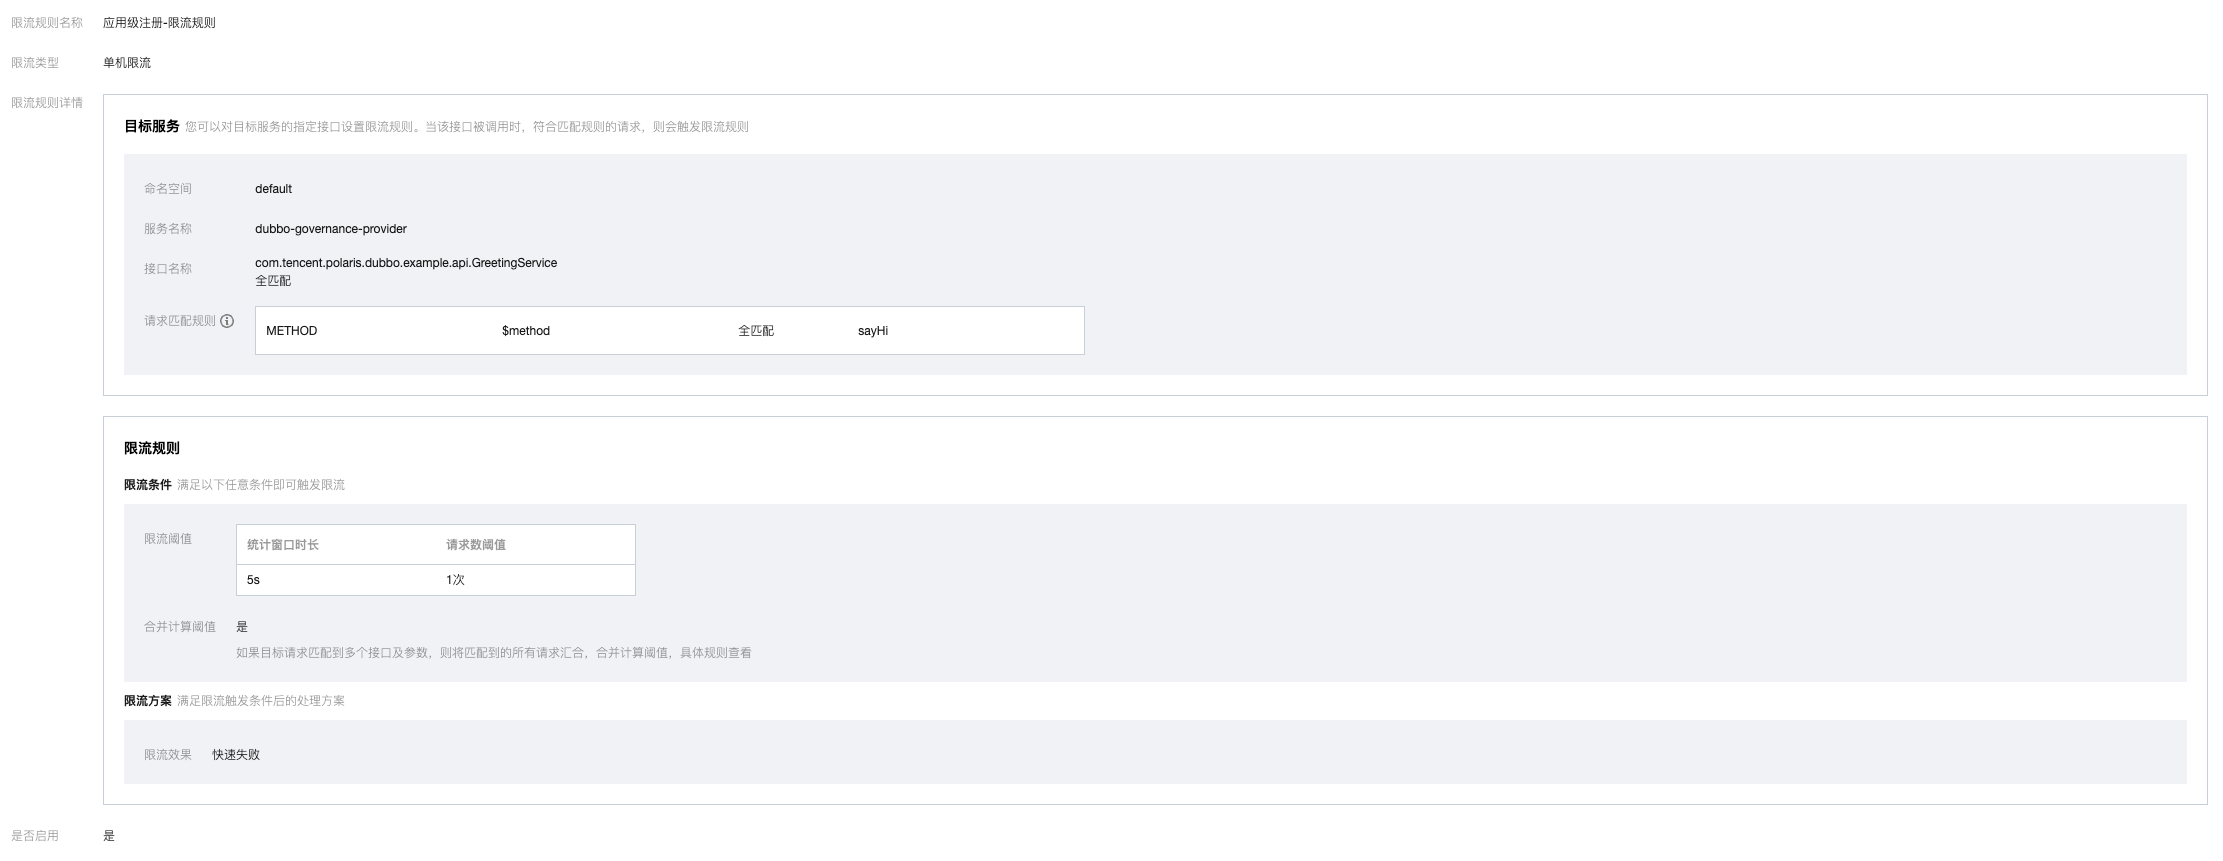 限流规则名称 应用级注册-限流规则
限流类型 单机限流
限流规则详情
目标服务 您可以对目标服务的指定接口设置限流规则。当该接口被调用时，符合匹配规则的请求，则会触发限流规则
命名空间 default
服务名称 dubbo-governance-provider
接口名称 com.tencent.polaris.dubbo.example.api.GreetingService
全匹配
请求匹配规则 METHOD $method 全匹配 sayHi
限流规则
限流条件 满足以下任意条件即可触发限流
限流阈值 统计窗口时长 请求数阈值
5s 1次
合并计算阈值 是
如果目标请求匹配到多个接口及参数，则将匹配到的所有请求汇合，合并计算阈值，具体规则查看
限流方案 满足限流触发条件后的处理方案
限流效果 快速失败
是否启用 是